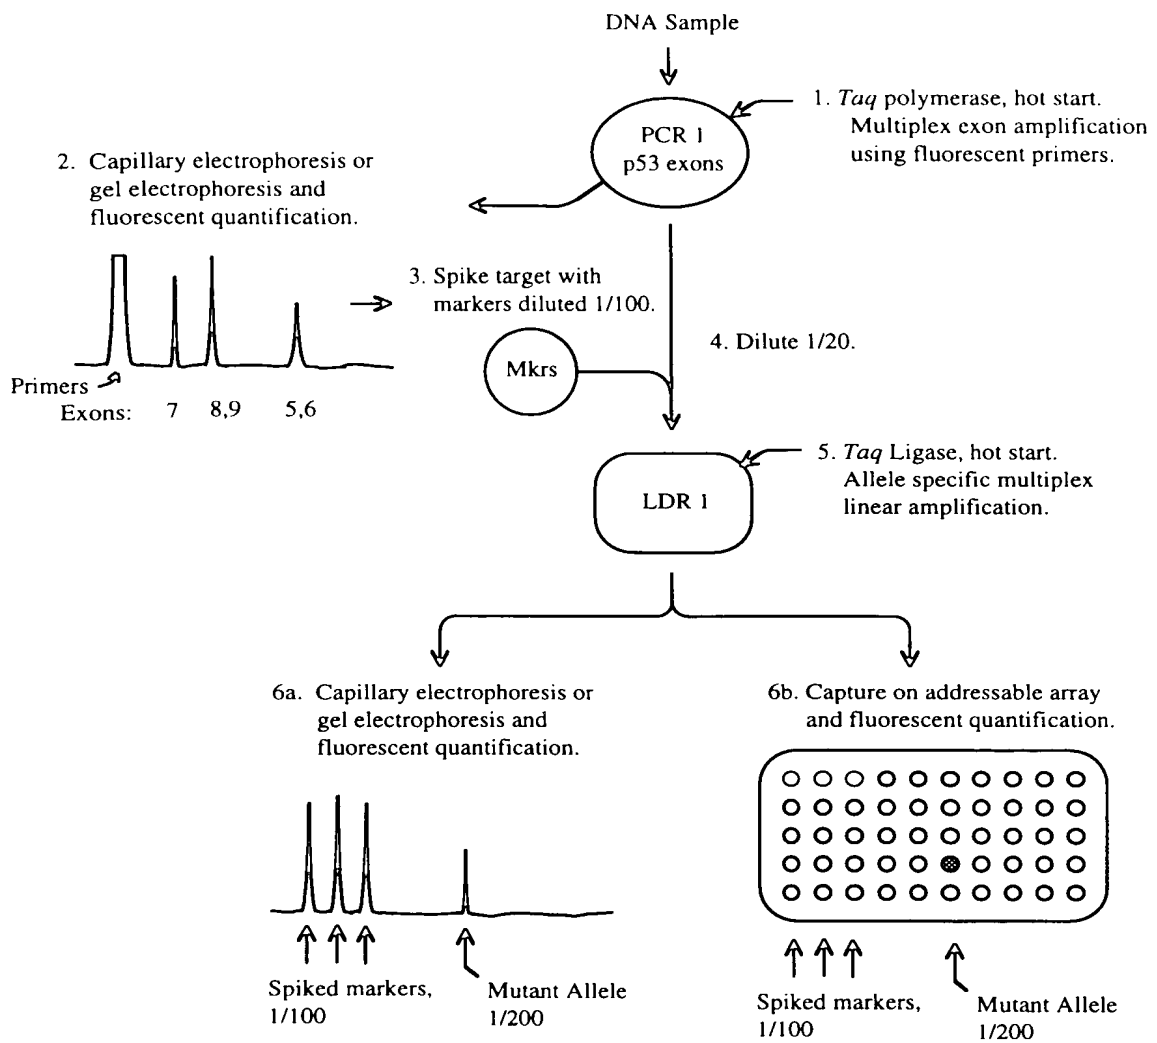 DNA Sample
PCR 1
p53 exons
1. Taq polymerase, hot start.
Multiplex exon amplification
using fluorescent primers.
2. Capillary electrophoresis or
gel electrophoresis and
fluorescent quantification.
Primers
Exons: 7 8,9 5,6
3. Spike target with
markers diluted 1/100.
Mkrs
4. Dilute 1/20.
LDR 1
5. Taq Ligase, hot start.
Allele specific multiplex
linear amplification.
6a. Capillary electrophoresis or
gel electrophoresis and
fluorescent quantification.
Spiked markers,
1/100
Mutant Allele
1/200
6b. Capture on addressable array
and fluorescent quantification.
Spiked markers,
1/100
Mutant Allele
1/200